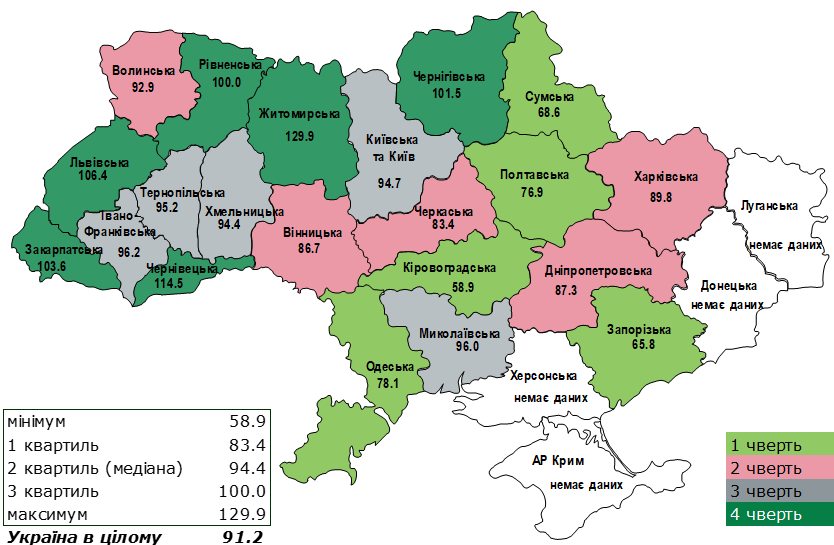 Волинська
92.9
Рівненська
100.0
Житомирська
129.9
Київська
та Київ
94.7
Чернігівська
101.5
Сумська
68.6
Львівська
106.4
Тернопільська
95.2
Хмельницька
94.4
Івано
Франківська
96.2
Закарпатська
103.6
Чернівецька
114.5
Вінницька
86.7
Черкаська
83.4
Полтавська
76.9
Харківська
89.8
Луганська
немає даних
Кіровоградська
58.9
Дніпропетровська
87.3
Донецька
немає даних
Миколаївська
96.0
Запорізька
65.8
Одеська
78.1
Херсонська
немає даних
АР Крим
немає даних
мінімум 58.9
1 квартиль 83.4
2 квартиль (медіана) 94.4
3 квартиль 100.0
максимум 129.9
Україна в цілому 91.2
1 чверть
2 чверть
3 чверть
4 чверть